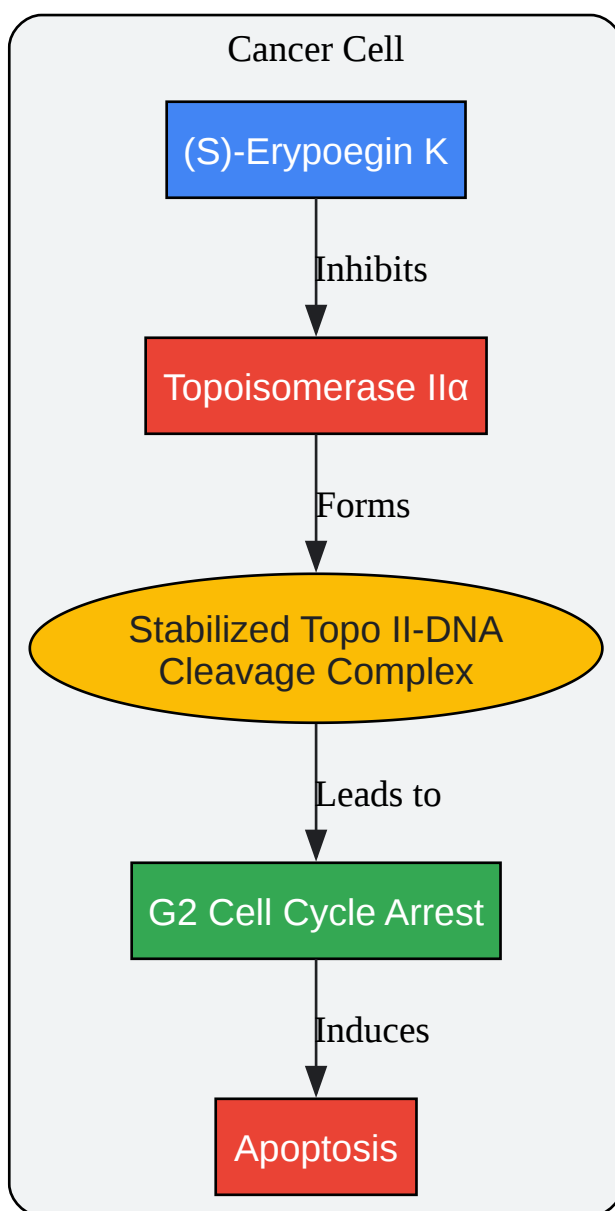 Cancer Cell
(S)-Erypoegin K
Inhibits
Topoisomerase IIα
Forms
Stabilized Topo II-DNA
Cleavage Complex
Leads to
G2 Cell Cycle Arrest
Induces
Apoptosis